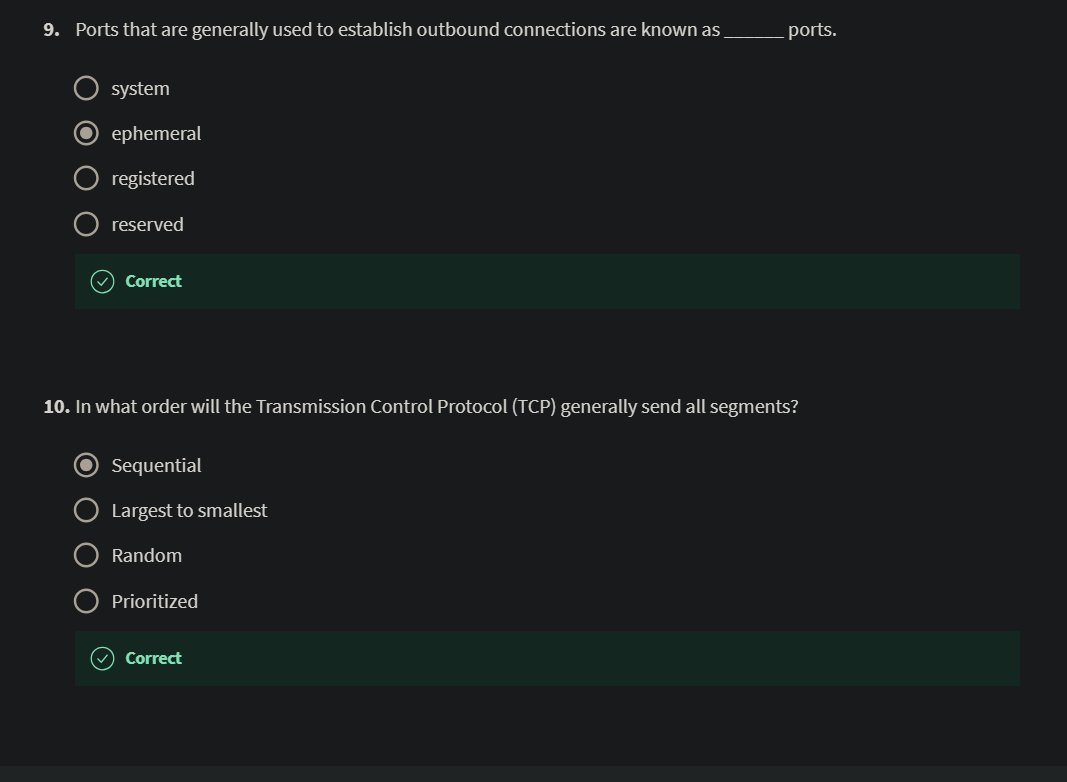 9. Ports that are generally used to establish outbound connections are known as ______ ports.
system
ephemeral
registered
reserved
Correct
10. In what order will the Transmission Control Protocol (TCP) generally send all segments?
Sequential
Largest to smallest
Random
Prioritized
Correct